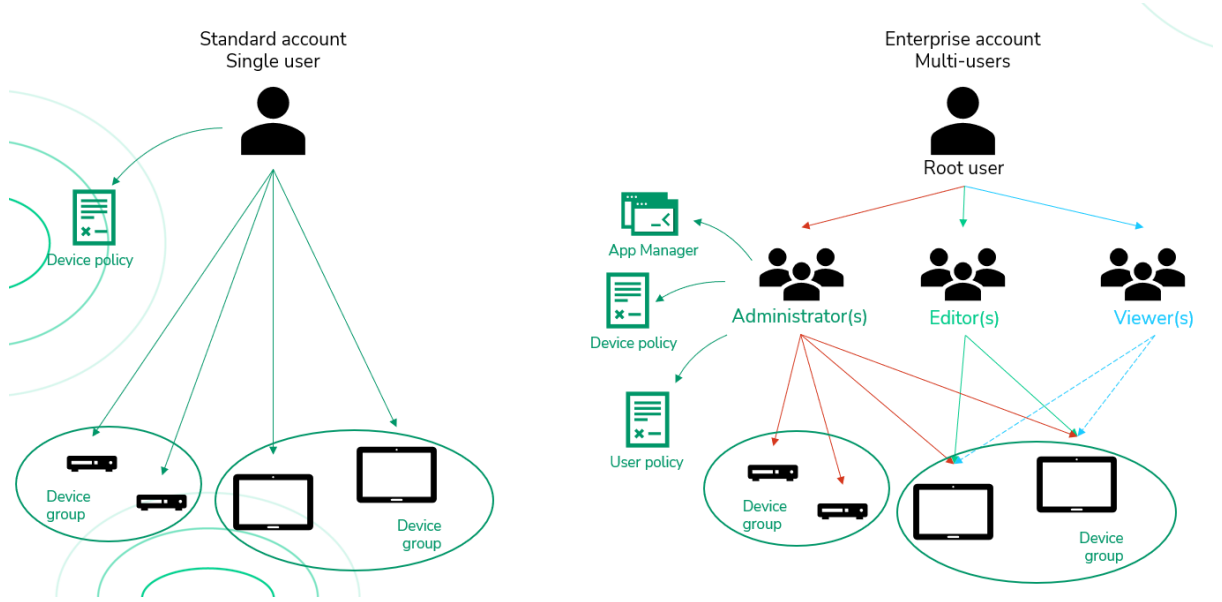 Standard account
Single user
Device policy
Device
group
Device
group
Enterprise account
Multi-users
Root user
App Manager
Administrator(s)
Editor(s)
Viewer(s)
Device policy
User policy
Device
group
Device
group